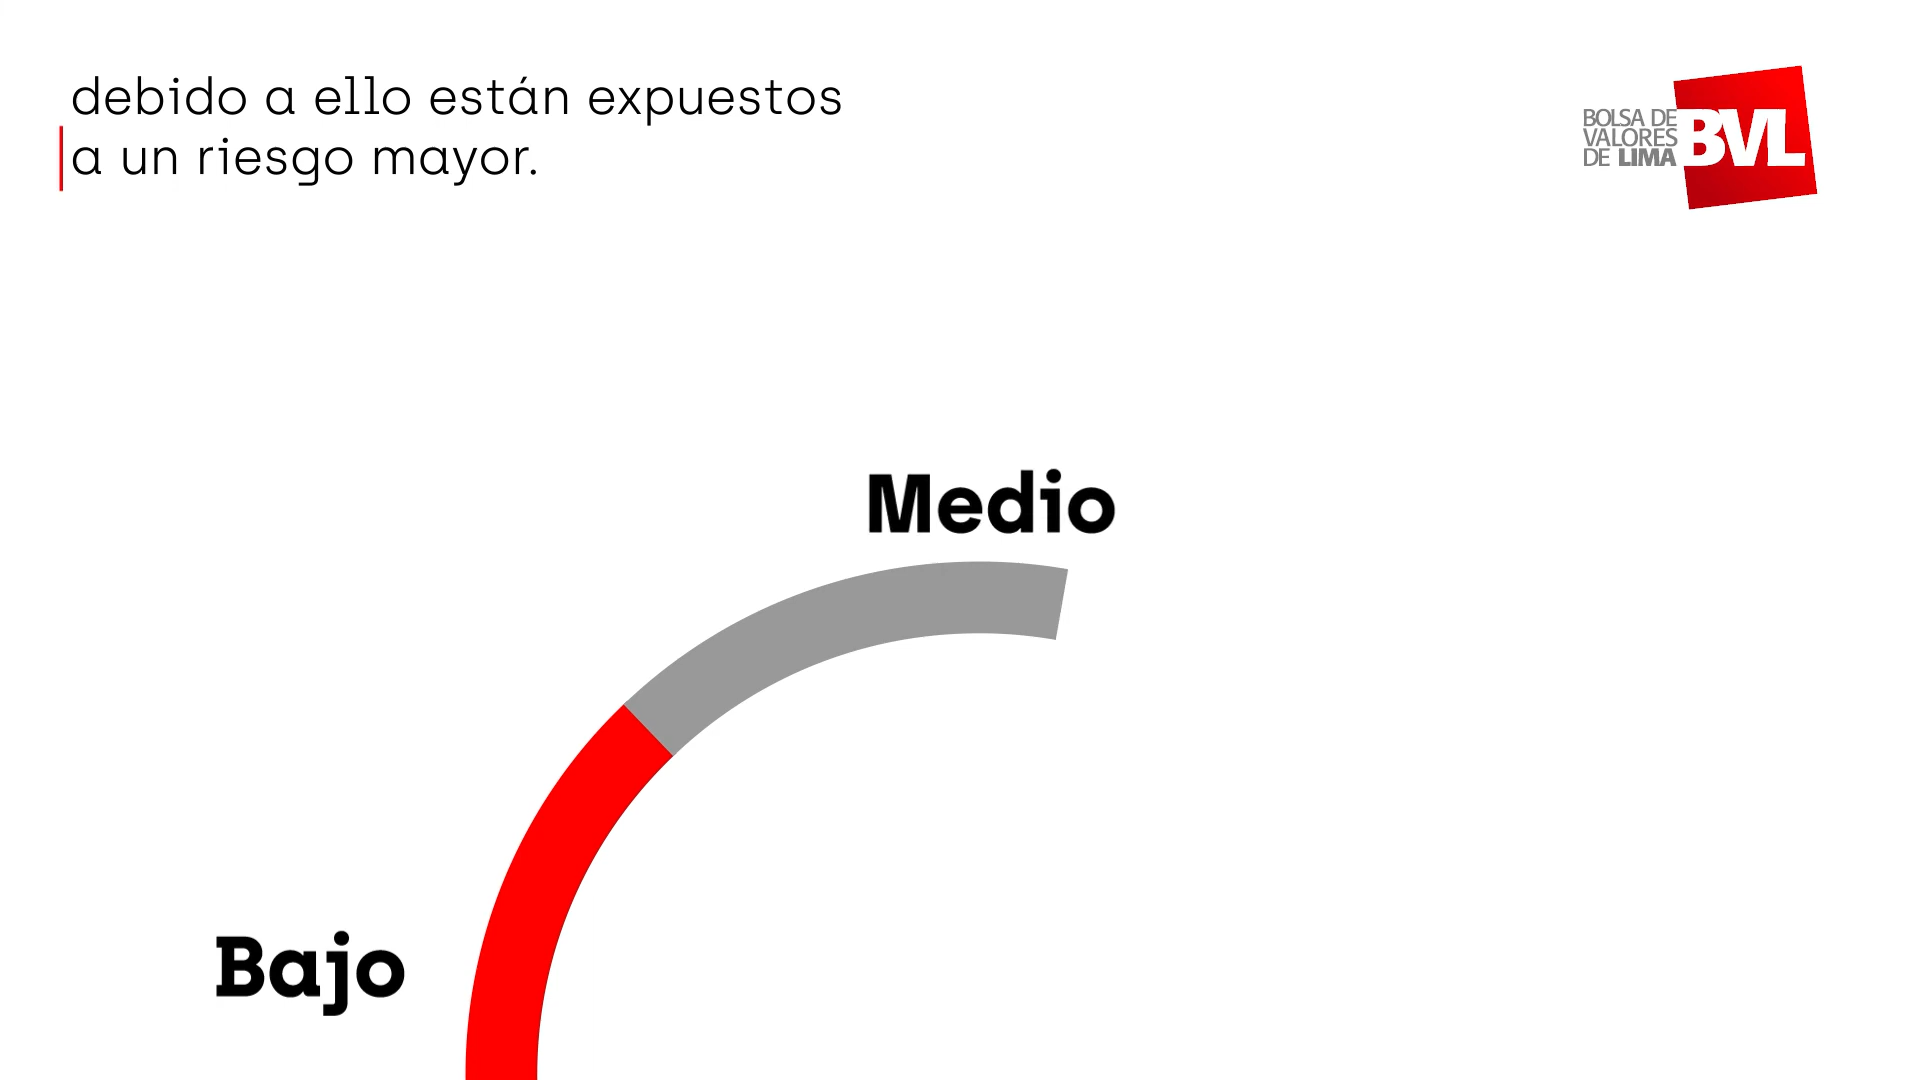 debido a ello están expuestos
a un riesgo mayor.
BOLSA DE
VALORES
DE LIMA
BVL
Medio
Bajo